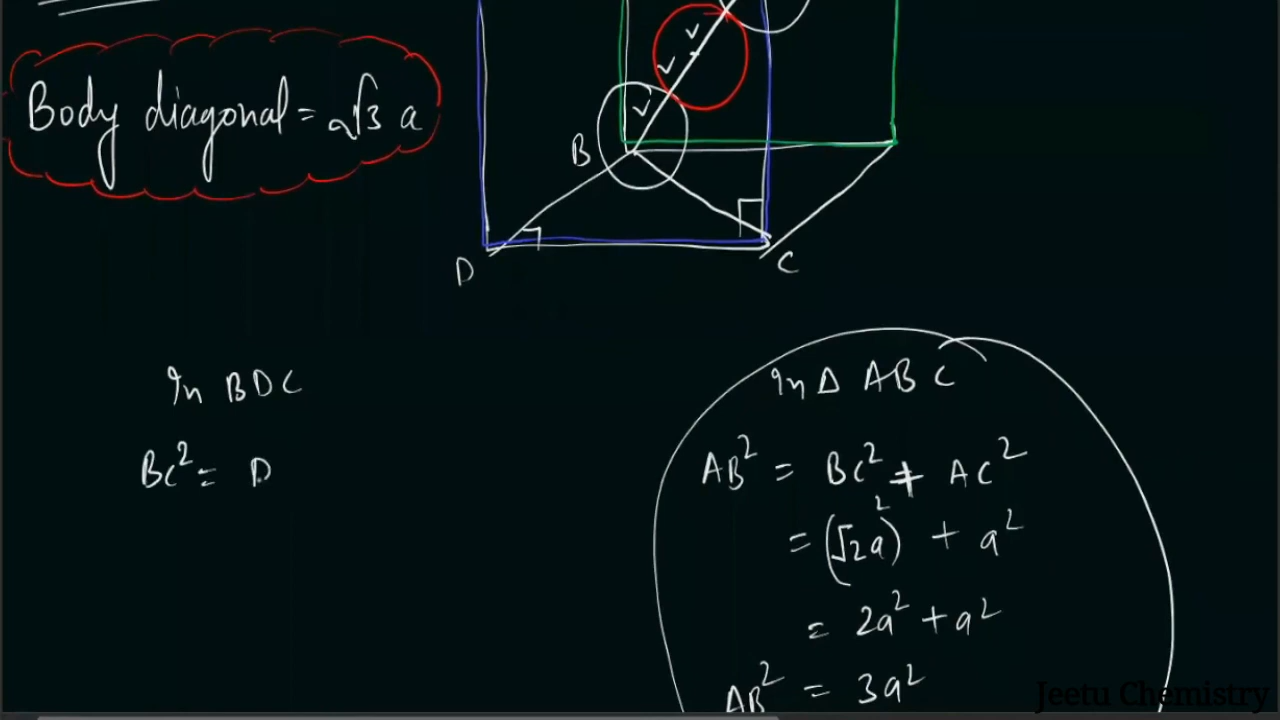 Body diagonal = √3 a
B
D
C
In BDC
BC² = D
In Δ ABC
AB² = BC² + AC²
= (√2a)² + a²
= 2a² + a²
AB² = 3a²
Jeetu Chemistry